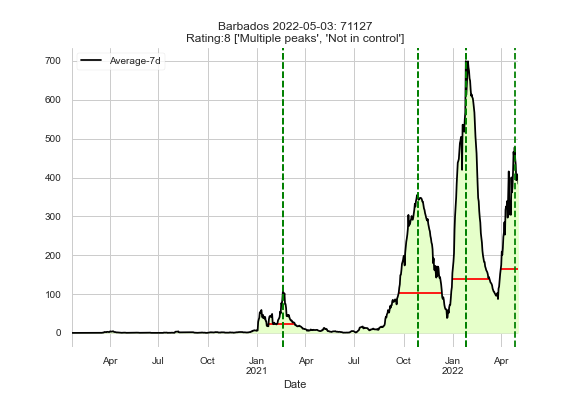 Barbados 2022-05-03: 71127
Rating:8 ['Multiple peaks', 'Not in control']
Average-7d
700
600
500
400
300
200
100
0
Apr Jul Oct Jan Apr Jul Oct Jan Apr
2021 2022
Date